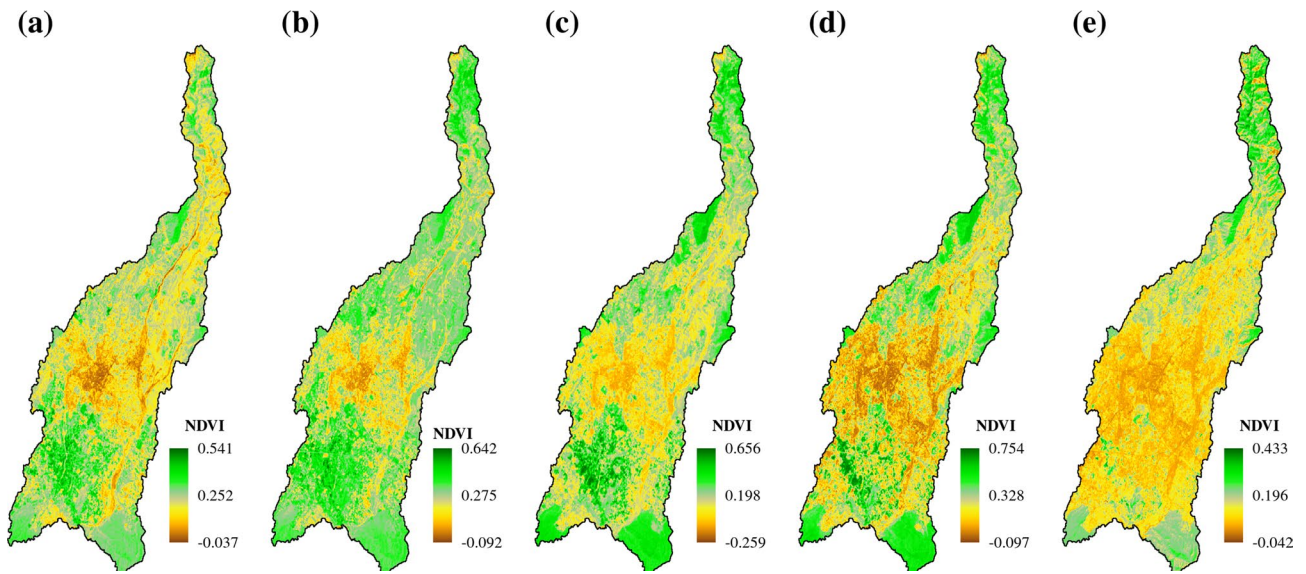 (a)
(b)
(c)
(d)
(e)
NDVI
0.541
0.252
-0.037
NDVI
0.642
0.275
-0.092
NDVI
0.656
0.198
-0.259
NDVI
0.754
0.328
-0.097
NDVI
0.433
0.196
-0.042